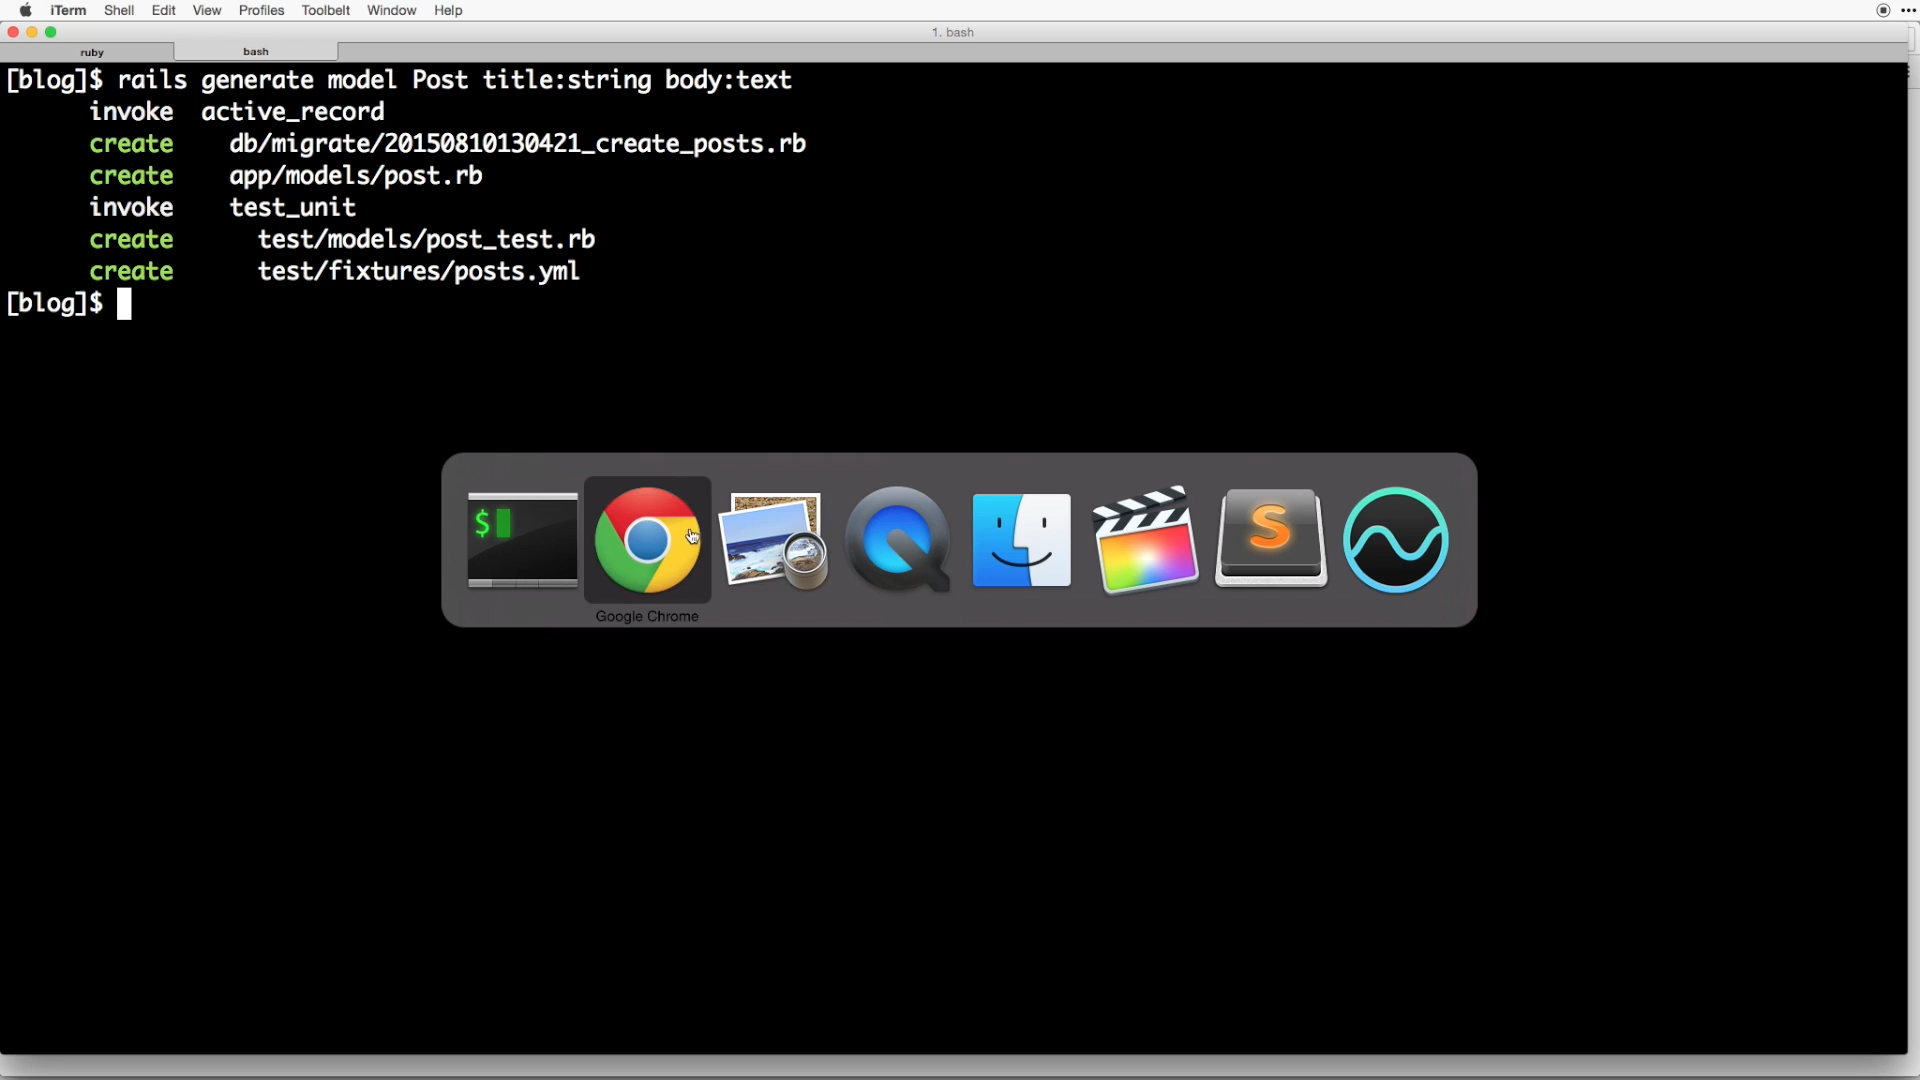 iTerm Shell Edit View Profiles Toolbelt Window Help
1. bash
ruby bash
[blog]$ rails generate model Post title:string body:text
invoke active_record
create db/migrate/20150810130421_create_posts.rb
create app/models/post.rb
invoke test_unit
create test/models/post_test.rb
create test/fixtures/posts.yml
[blog]$
$
S
Google Chrome